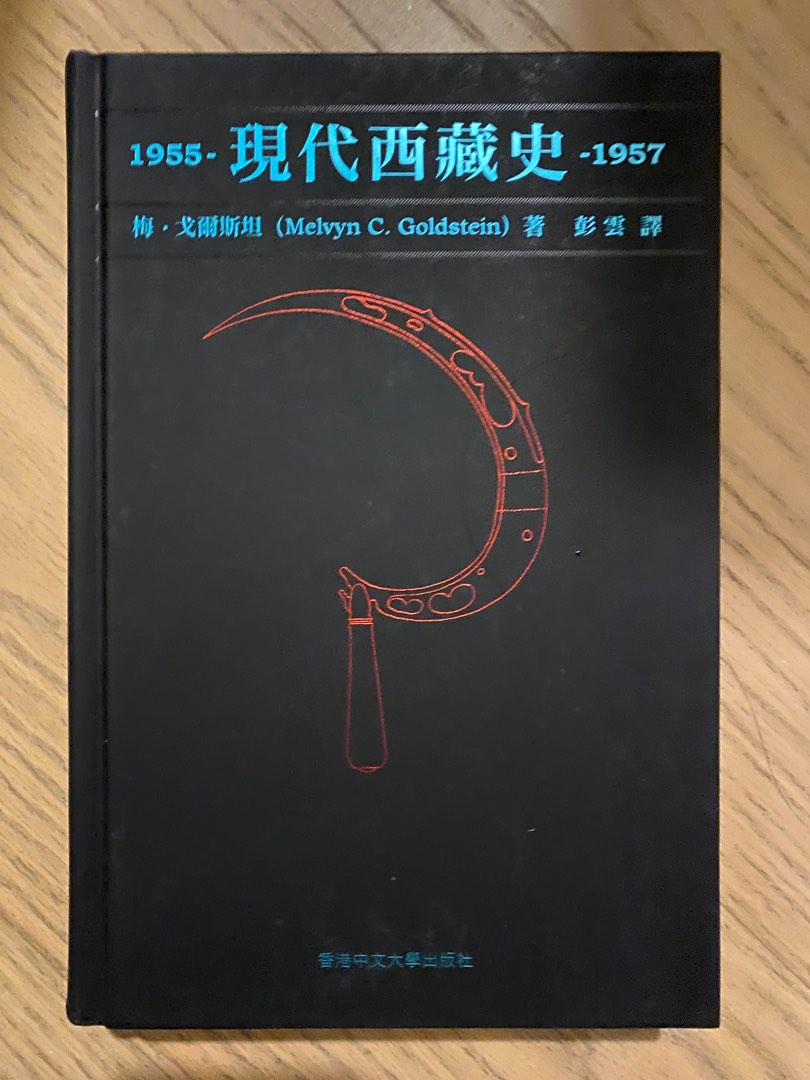 1955- 現代西藏史 -1957
梅·戈爾斯坦（Melvyn C. Goldstein）著 彭雲 譯
香港中文大學出版社